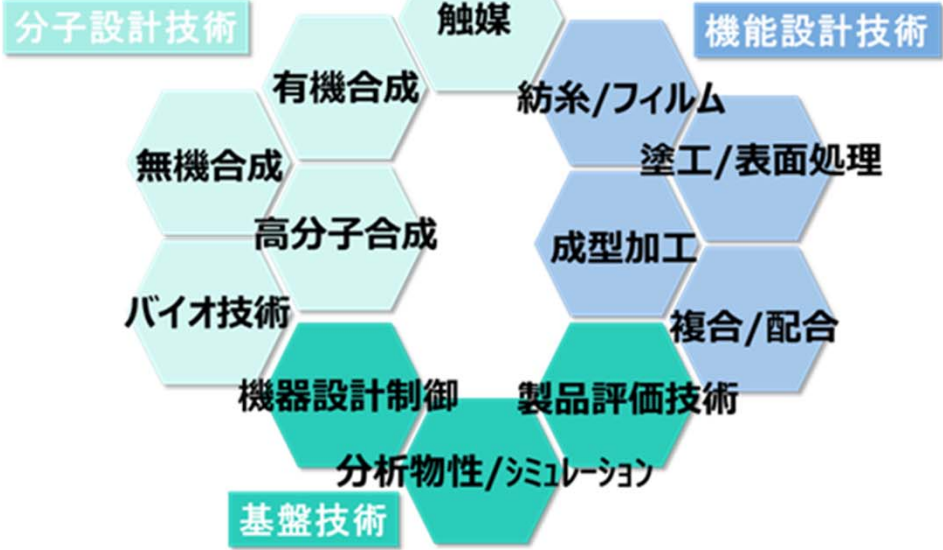 分子設計技術
触媒
機能設計技術
有機合成
紡糸/フィルム
無機合成
塗工/表面処理
高分子合成
成型加工
バイオ技術
複合/配合
機器設計制御
製品評価技術
分析物性/シミュレーション
基盤技術